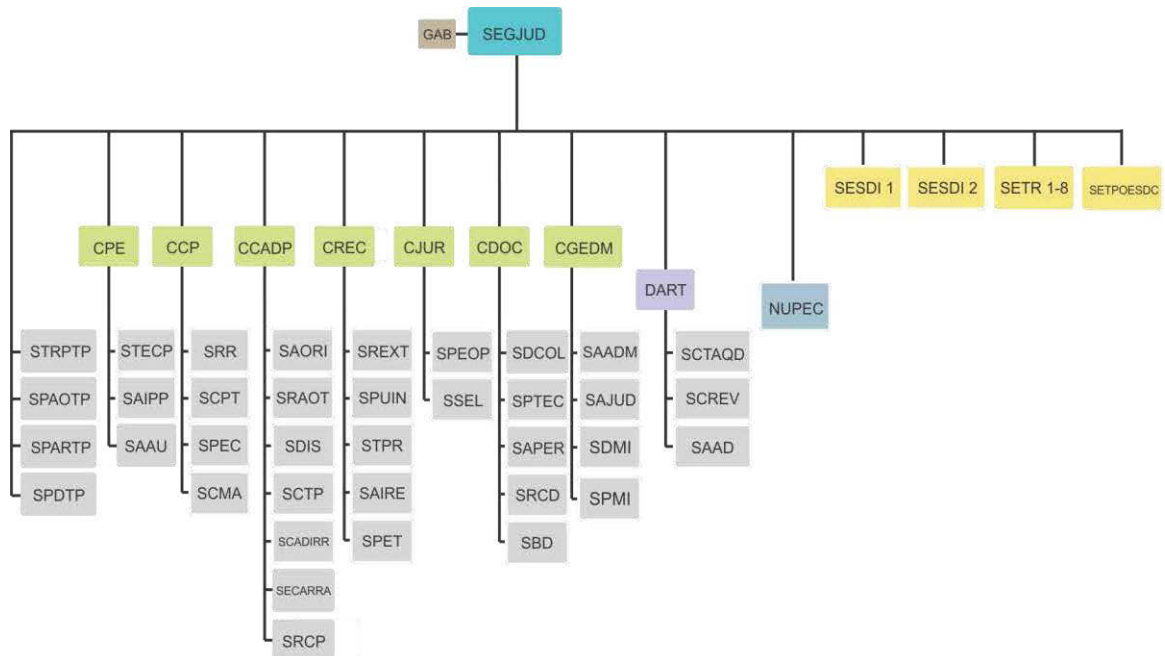 GAB
SEGJUD
SESDI 1
SESDI 2
SETR 1-8
SETPOESDC
CPE
CCP
CCADP
CREC
CJUR
CDOC
CGEDM
DART
NUPEC
STRPTP
SPAOTP
SPARTP
SPDTP
STECP
SAIPP
SAAU
SRR
SCPT
SPEC
SCMA
SAORI
SRAOT
SDIS
SCTP
SCADIRR
SECARRA
SRCP
SREXT
SPUIN
STPR
SAIRE
SPET
SPEOP
SSEL
SDCOL
SPTEC
SAPER
SRCD
SBD
SAADM
SAJUD
SDMI
SPMI
SCTAQD
SCREV
SAAD